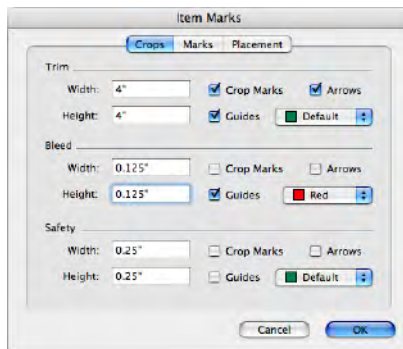 Item Marks
Crops Marks Placement
Trim
Width: 4" Crop Marks Arrows
Height: 4" Guides Default
Bleed
Width: 0.125" Crop Marks Arrows
Height: 0.125" Guides Red
Safety
Width: 0.25" Crop Marks Arrows
Height: 0.25" Guides Default
Cancel OK